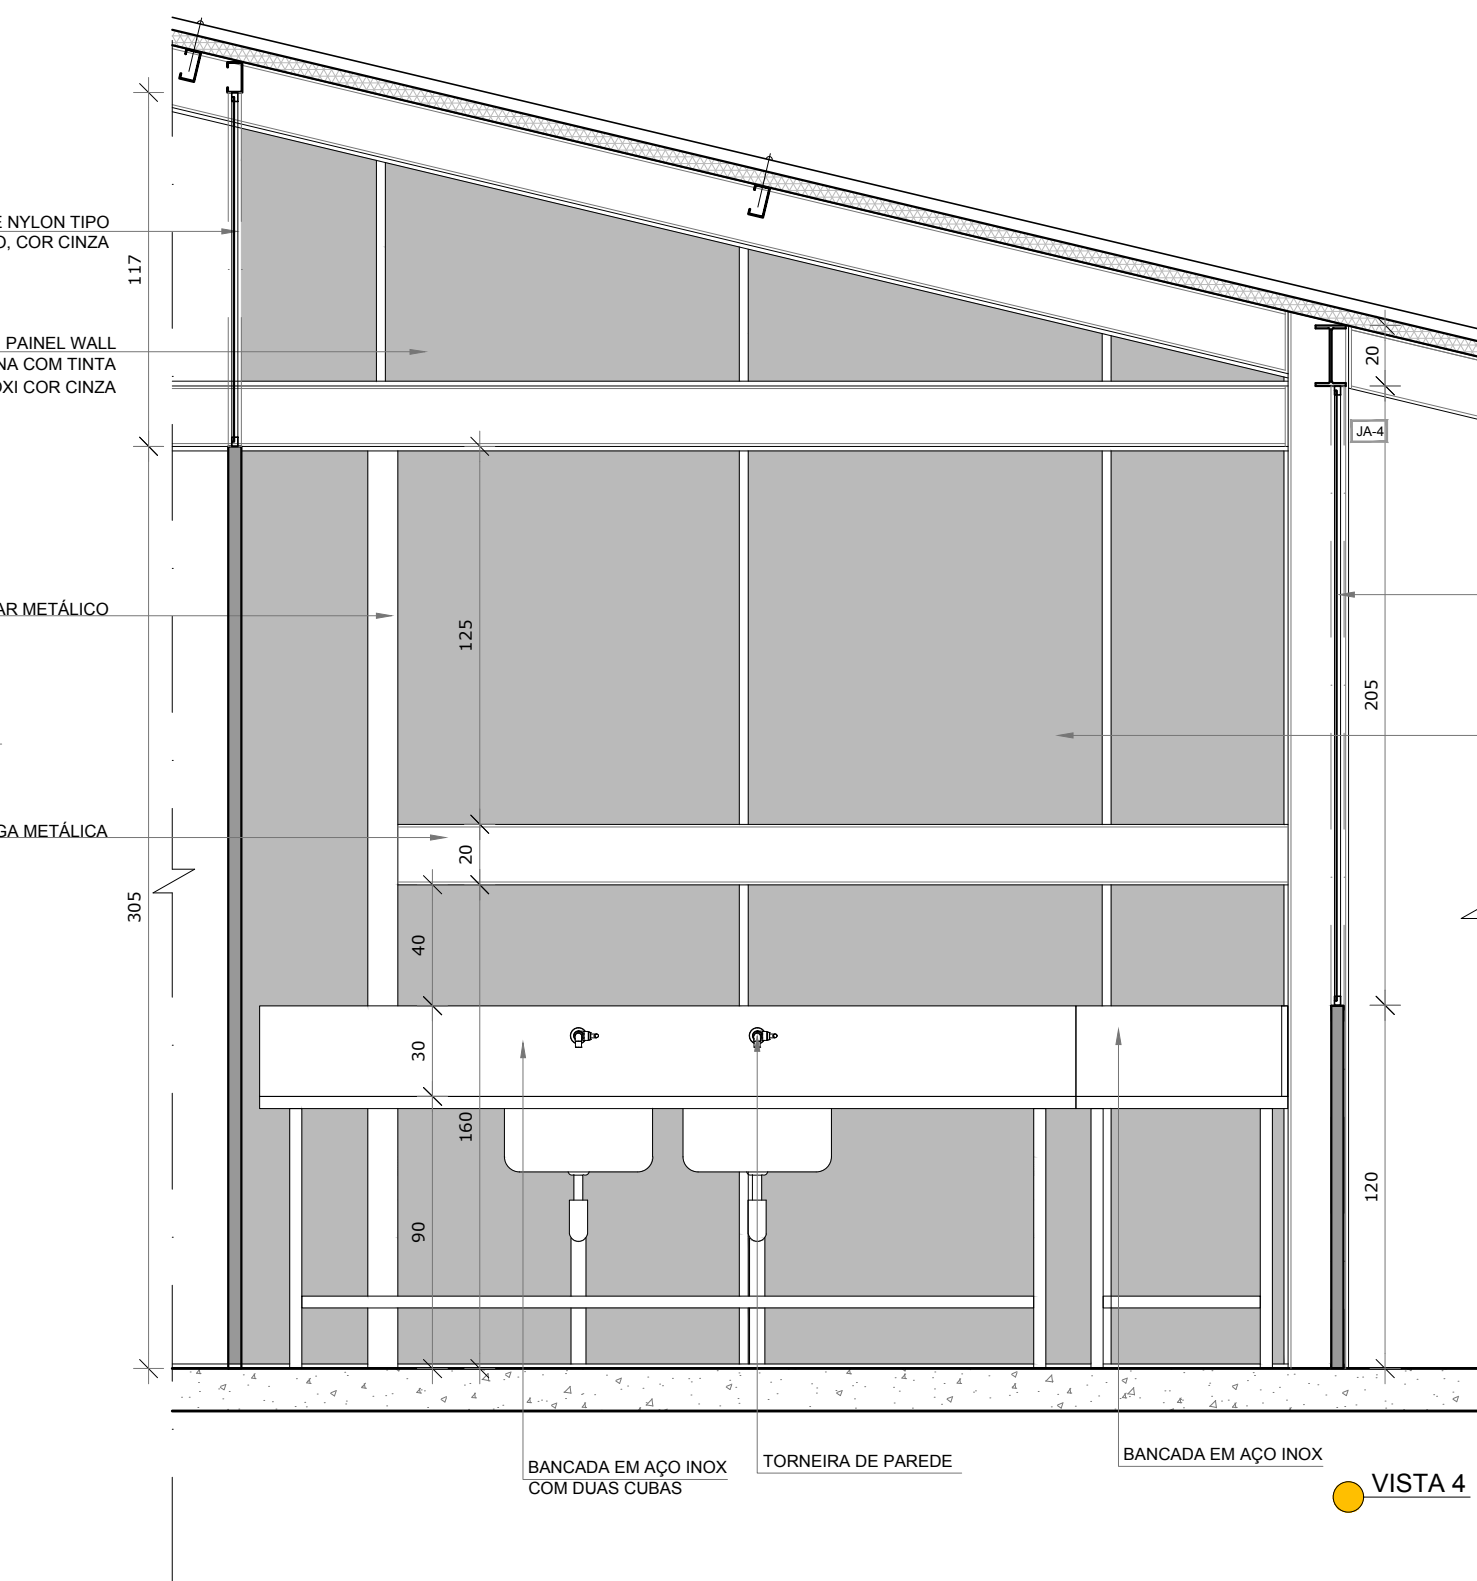 E NYLON TIPO
O, COR CINZA
117
PAINEL WALL
NA COM TINTA
OXI COR CINZA
20
JA-4
AR METÁLICO
125
205
GA METÁLICA
20
305
40
30
160
120
90
BANCADA EM AÇO INOX
COM DUAS CUBAS
TORNEIRA DE PAREDE
BANCADA EM AÇO INOX
VISTA 4